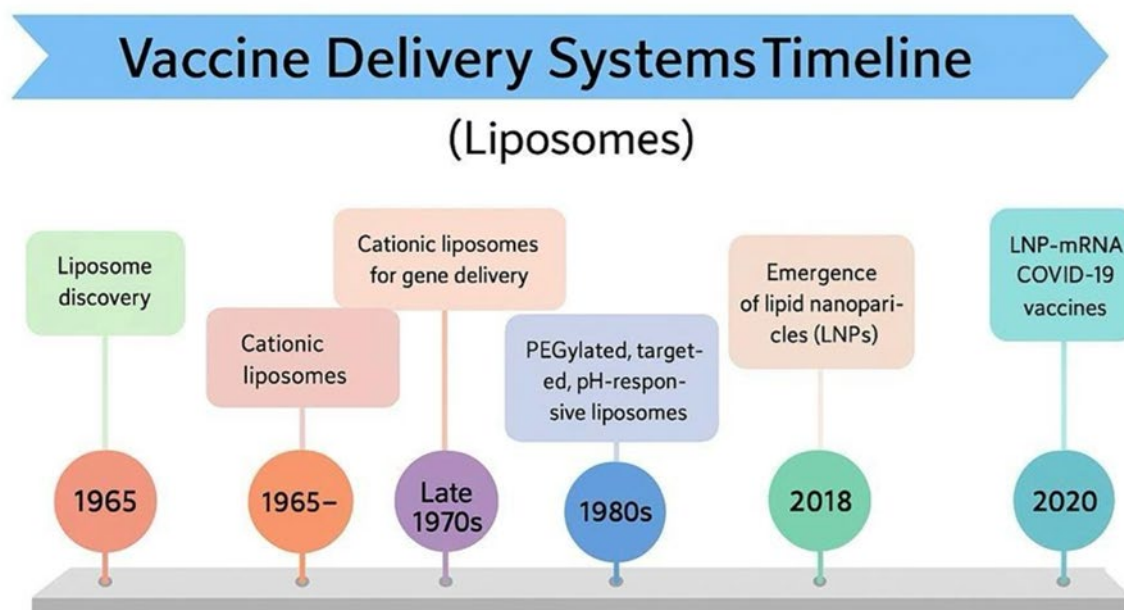 Vaccine Delivery Systems Timeline
(Liposomes)
Liposome
discovery
1965
Cationic
liposomes
1965–
Cationic liposomes
for gene delivery
Late
1970s
PEGylated, target-
ed, pH-respon-
sive liposomes
1980s
Emergence
of lipid nanopari-
cles (LNPs)
2018
LNP-mRNA
COVID-19
vaccines
2020